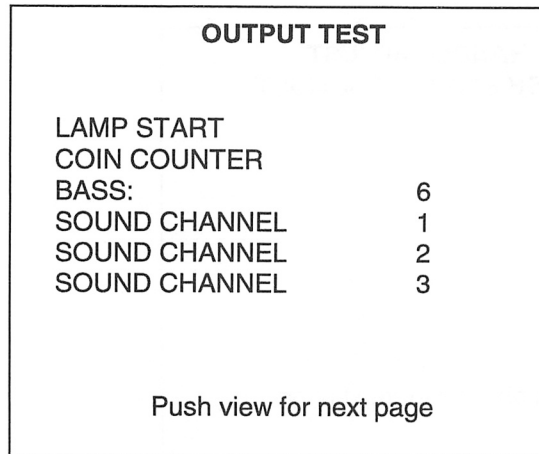 OUTPUT TEST
LAMP START
COIN COUNTER
BASS: 6
SOUND CHANNEL 1
SOUND CHANNEL 2
SOUND CHANNEL 3
Push view for next page